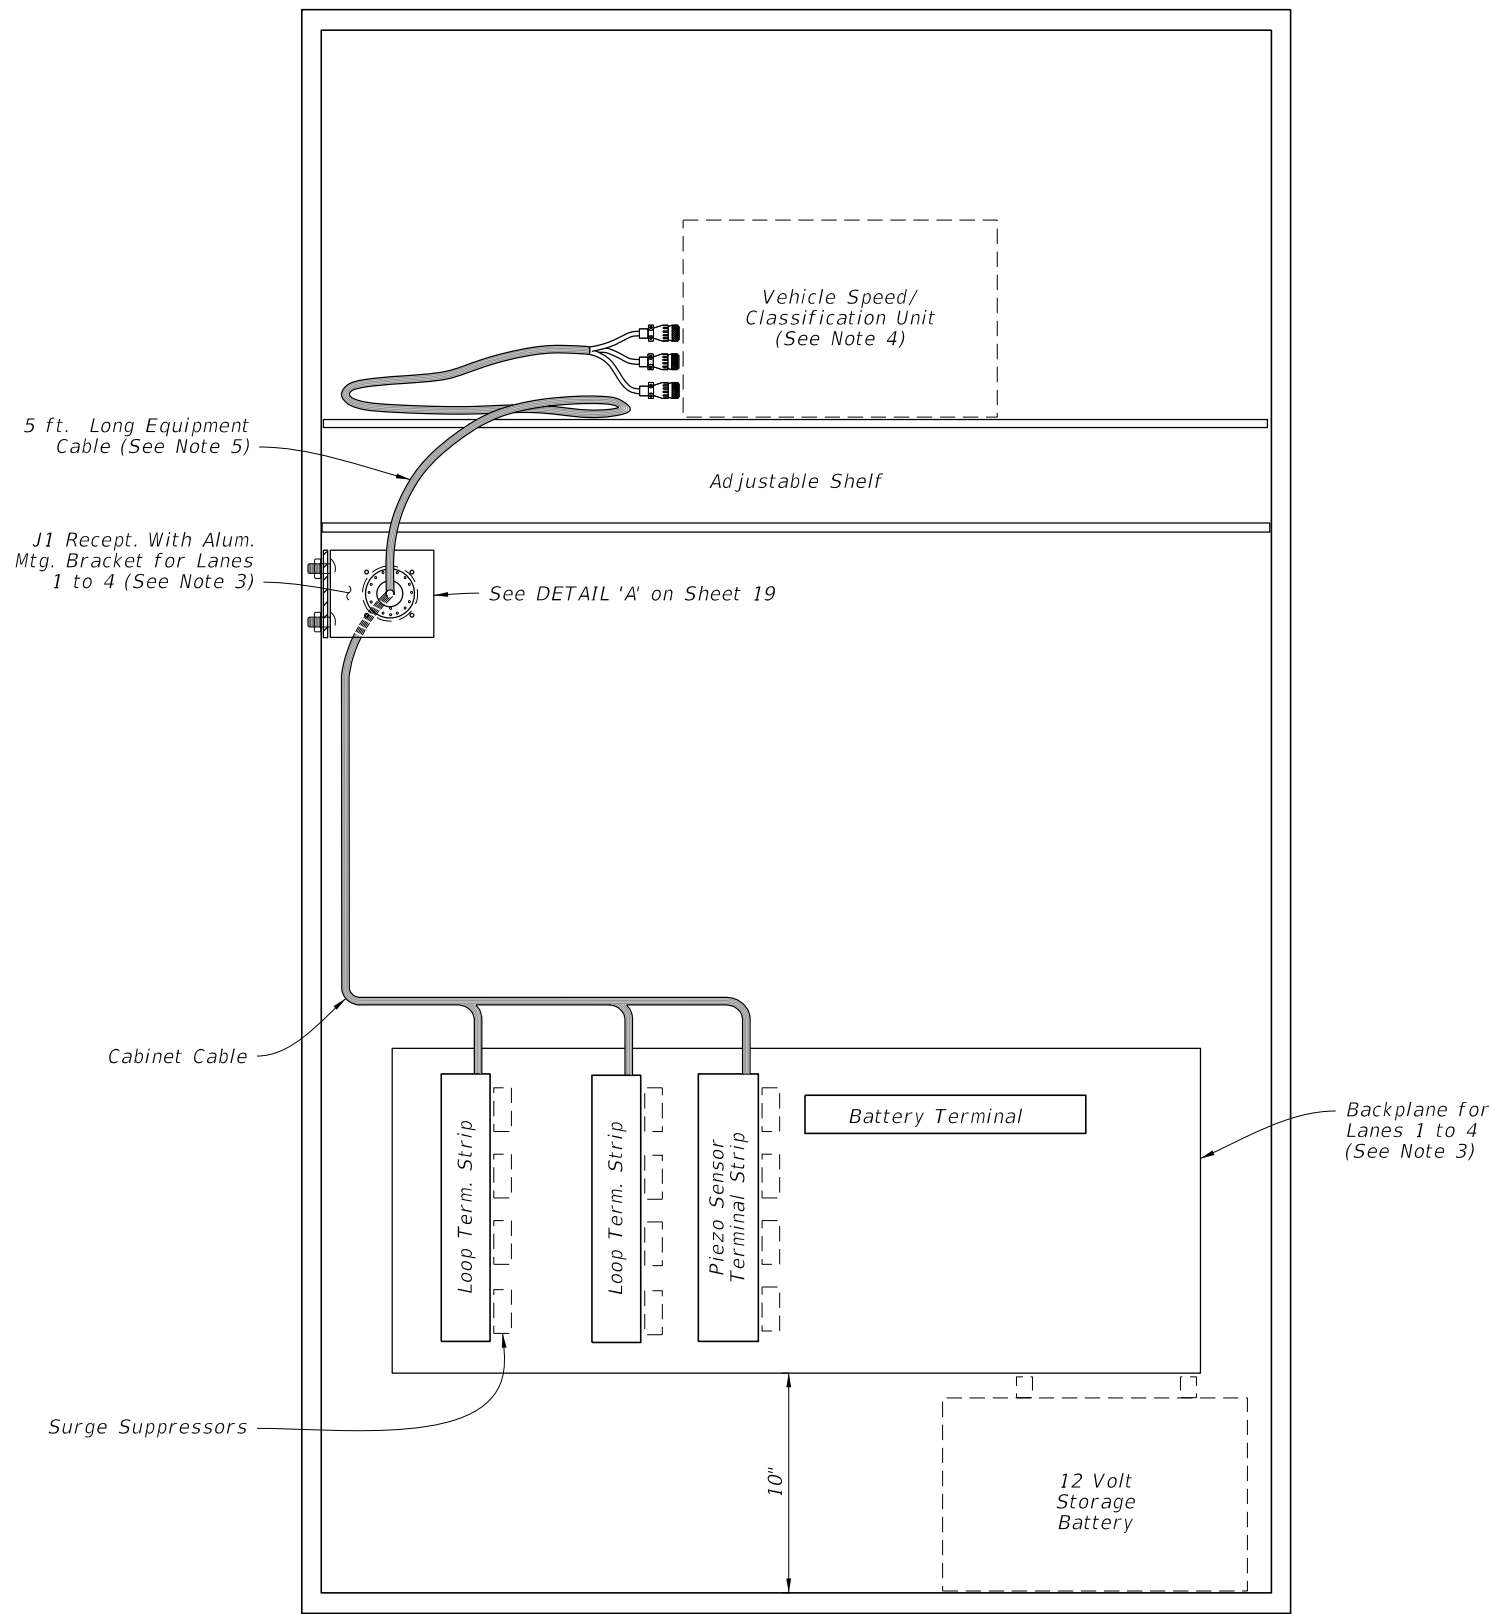 Vehicle Speed/
Classification Unit
(See Note 4)
5 ft. Long Equipment
Cable (See Note 5)
Adjustable Shelf
J1 Recept. With Alum.
Mtg. Bracket for Lanes
1 to 4 (See Note 3)
See DETAIL 'A' on Sheet 19
Cabinet Cable
Loop Term. Strip
Loop Term. Strip
Piezo Sensor
Terminal Strip
Battery Terminal
Backplane for
Lanes 1 to 4
(See Note 3)
Surge Suppressors
10"
12 Volt
Storage
Battery